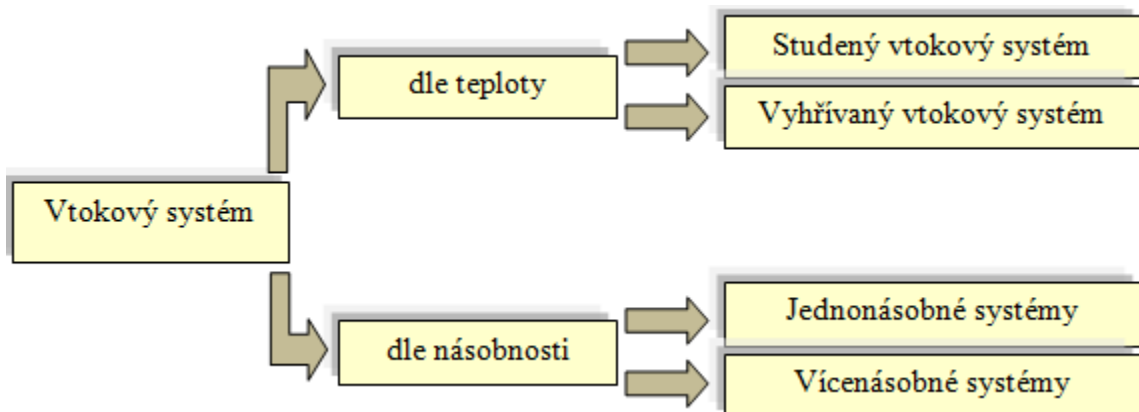 Studený vtokový systém
dle teploty
Vyhřívaný vtokový systém
Vtokový systém
Jednonásobné systémy
dle násobnosti
Vícenásobné systémy